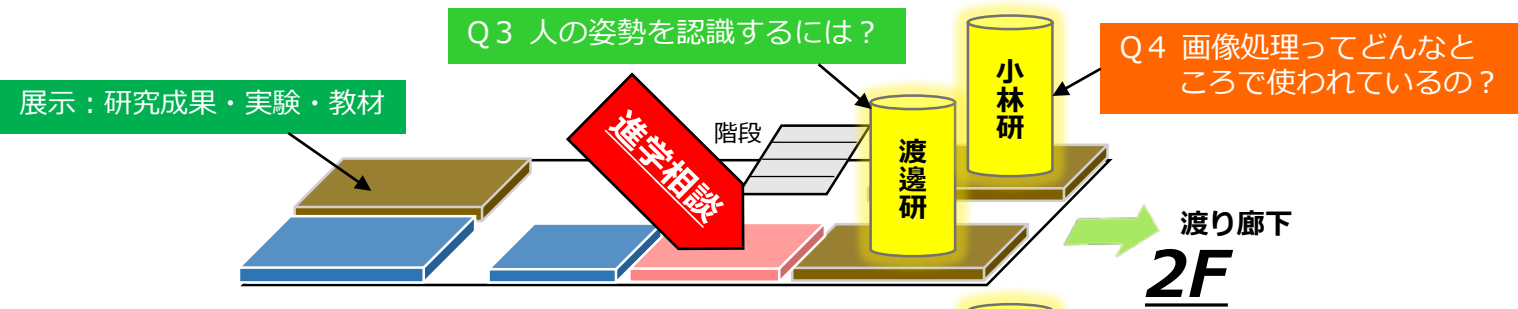 Q３ 人の姿勢を認識するには？
Q４ 画像処理ってどんなと
ころで使われているの？
展示：研究成果・実験・教材
進学相談
階段
渡邉研
小林研
渡り廊下
2F